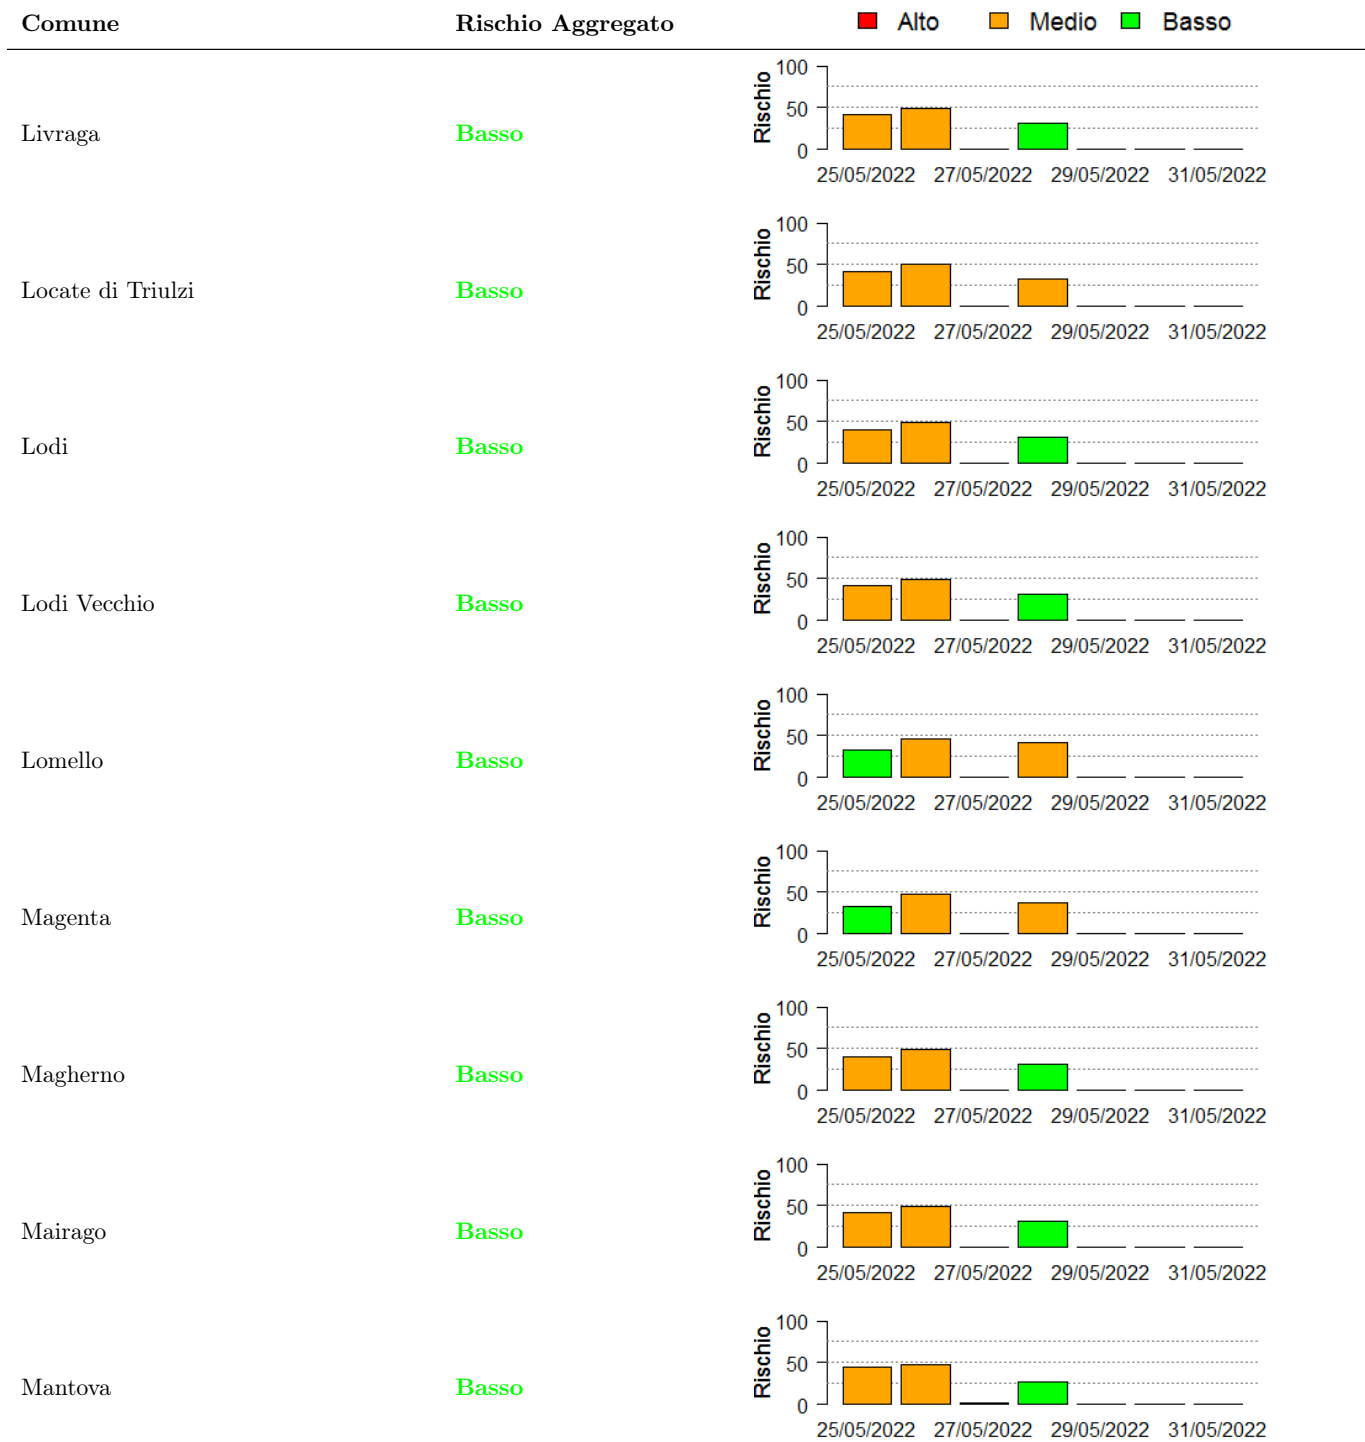 Comune Rischio Aggregato Alto Medio Basso
Livraga Basso Rischio 100 50 0
25/05/2022 27/05/2022 29/05/2022 31/05/2022
Locate di Triulzi Basso Rischio 100 50 0
25/05/2022 27/05/2022 29/05/2022 31/05/2022
Lodi Basso Rischio 100 50 0
25/05/2022 27/05/2022 29/05/2022 31/05/2022
Lodi Vecchio Basso Rischio 100 50 0
25/05/2022 27/05/2022 29/05/2022 31/05/2022
Lomello Basso Rischio 100 50 0
25/05/2022 27/05/2022 29/05/2022 31/05/2022
Magenta Basso Rischio 100 50 0
25/05/2022 27/05/2022 29/05/2022 31/05/2022
Magherno Basso Rischio 100 50 0
25/05/2022 27/05/2022 29/05/2022 31/05/2022
Mairago Basso Rischio 100 50 0
25/05/2022 27/05/2022 29/05/2022 31/05/2022
Mantova Basso Rischio 100 50 0
25/05/2022 27/05/2022 29/05/2022 31/05/2022